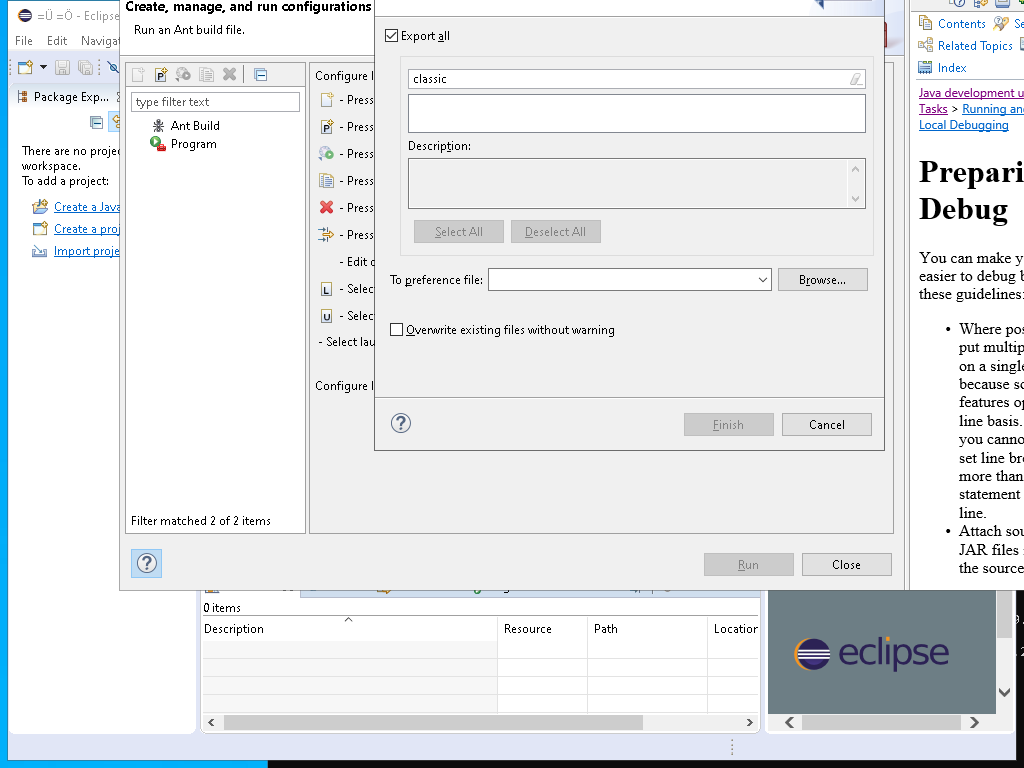 =Ü =Ö - Eclipse
File Edit Navigat
Package Exp...
There are no projec
workspace.
To add a project:
Create a Java
Create a proj
Import proje
Create, manage, and run configurations
Run an Ant build file.
type filter text
Ant Build
Program
Filter matched 2 of 2 items
Configure l
- Press
- Press
- Press
- Press
- Press
- Press
- Edit o
- Selec
- Selec
- Select lau
Configure l
Run
Close
Export all
classic
Description:
Select All
Deselect All
To preference file:
Browse...
Overwrite existing files without warning
Finish
Cancel
Contents Se
Related Topics
Index
Java development u
Tasks > Running and
Local Debugging
Prepari
Debug
You can make y
easier to debug b
these guidelines:
• Where pos
put multip
on a single
because so
features op
line basis.
you canno
set line bre
more than
statement
line.
• Attach sou
JAR files i
the source
0 items
Description Resource Path Location
eclipse